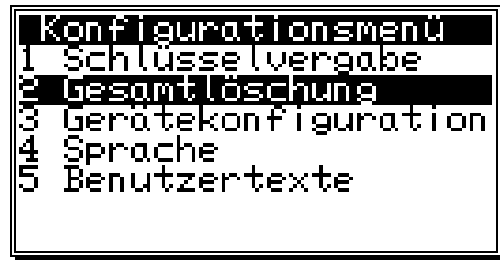 Konfigurationsmenü
1 Schlüsselvergabe
2 Gesamtlöschung
3 Gerätekonfiguration
4 Sprache
5 Benutzertexte